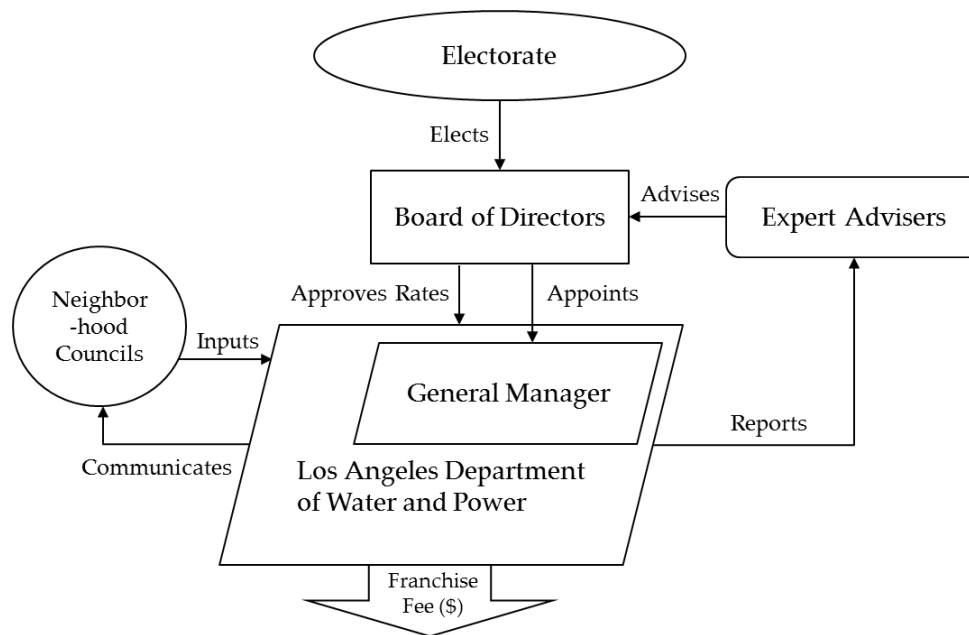 Electorate
Elects
Board of Directors
Advises
Expert Advisers
Approves Rates
Appoints
Neighbor
-hood
Councils
Inputs
General Manager
Reports
Communicates
Los Angeles Department
of Water and Power
Franchise
Fee ($)